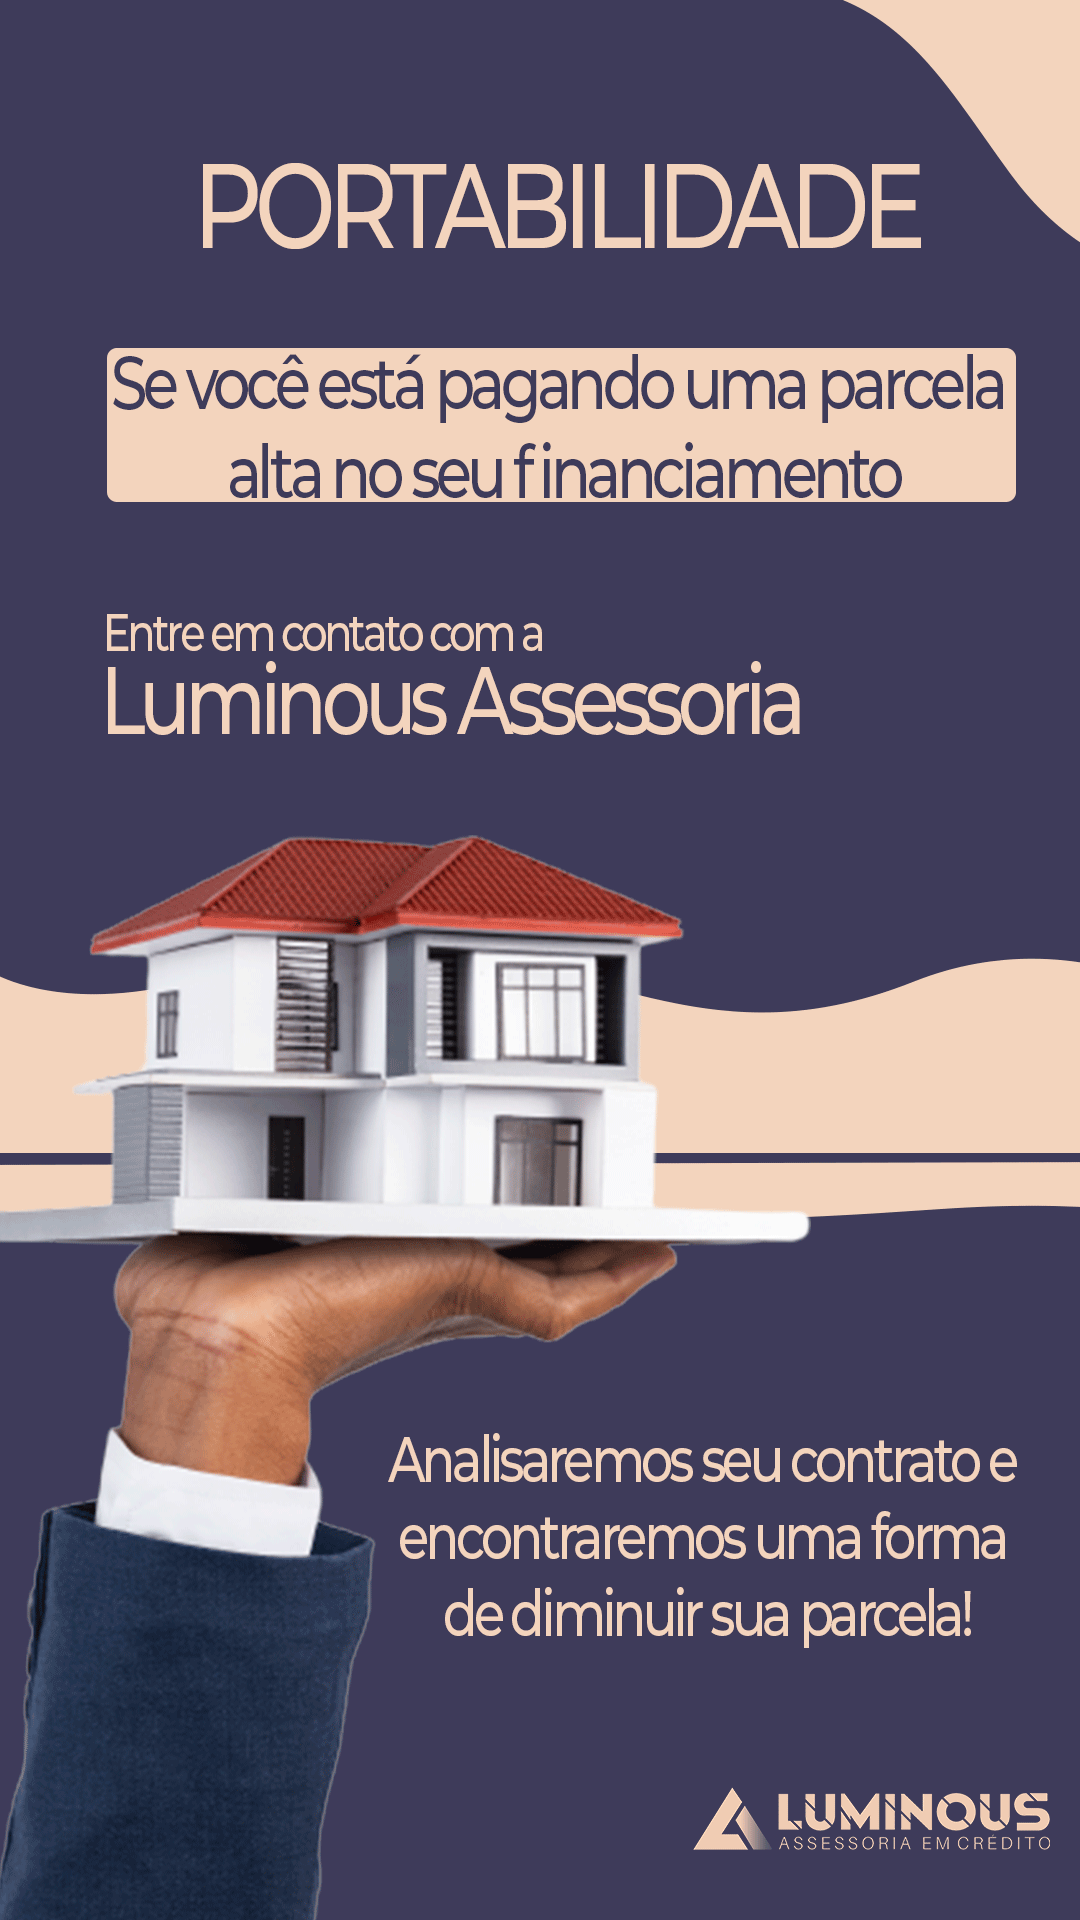 PORTABILIDADE
Se você está pagando uma parcela
alta no seu financiamento
Entre em contato com a
Luminous Assessoria
Analisaremos seu contrato e
encontraremos uma forma
de diminuir sua parcela!
LUMINOUS
ASSESSORIA EM CRÉDITO